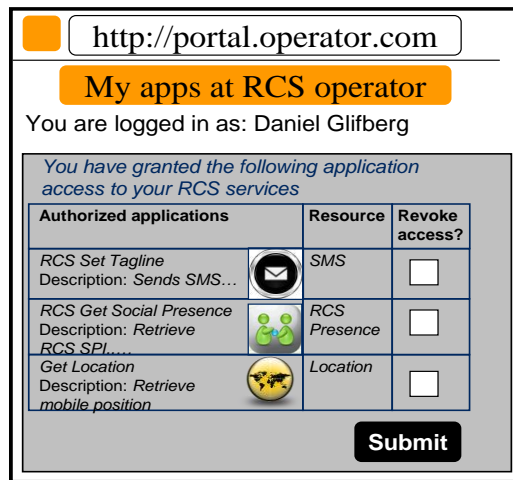 http://portal.operator.com
My apps at RCS operator
You are logged in as: Daniel Glifberg
You have granted the following application
access to your RCS services
Authorized applications
Resource
Revoke
access?
RCS Set Tagline
Description: Sends SMS…
SMS
RCS Get Social Presence
Description: Retrieve
RCS SPI..…
RCS
Presence
Get Location
Description: Retrieve
mobile position
Location
Submit